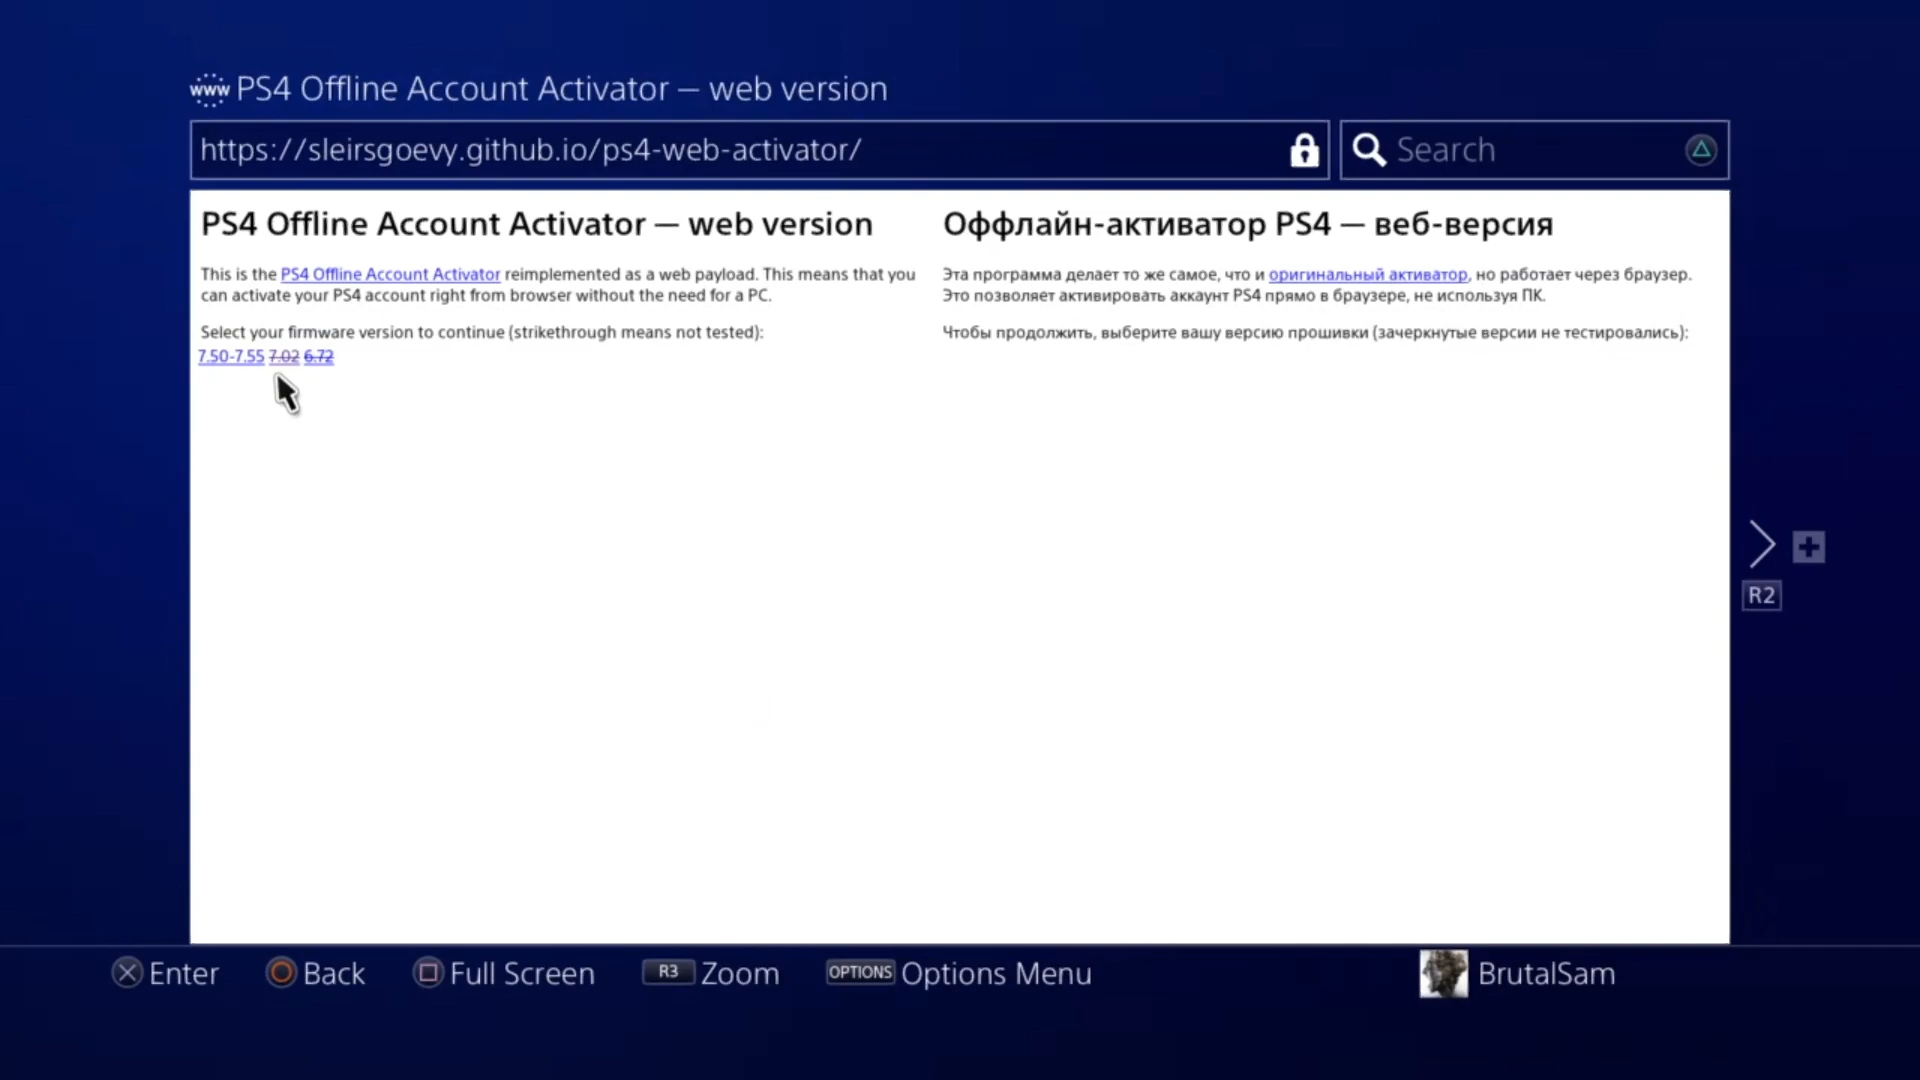 www PS4 Offline Account Activator — web version
https://sleirsgoevy.github.io/ps4-web-activator/
Search
PS4 Offline Account Activator — web version
This is the PS4 Offline Account Activator reimplemented as a web payload. This means that you
can activate your PS4 account right from browser without the need for a PC.
Select your firmware version to continue (strikethrough means not tested):
7.50-7.55 7.02 6.72
Оффлайн-активатор PS4 — веб-версия
Эта программа делает то же самое, что и оригинальный активатор, но работает через браузер.
Это позволяет активировать аккаунт PS4 прямо в браузере, не используя ПК.
Чтобы продолжить, выберите вашу версию прошивки (зачеркнутые версии не тестировались):
R2
Enter Back Full Screen R3 Zoom OPTIONS Options Menu BrutalSam